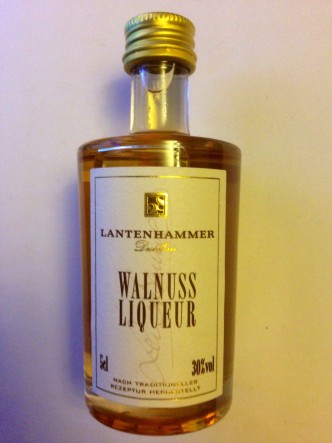 LANTENHAMMER
Destillerie
WALNUSS
LIQUEUR
5cl 30%vol
NACH TRADITIONELLER
REZEPTUR HERGESTELLT